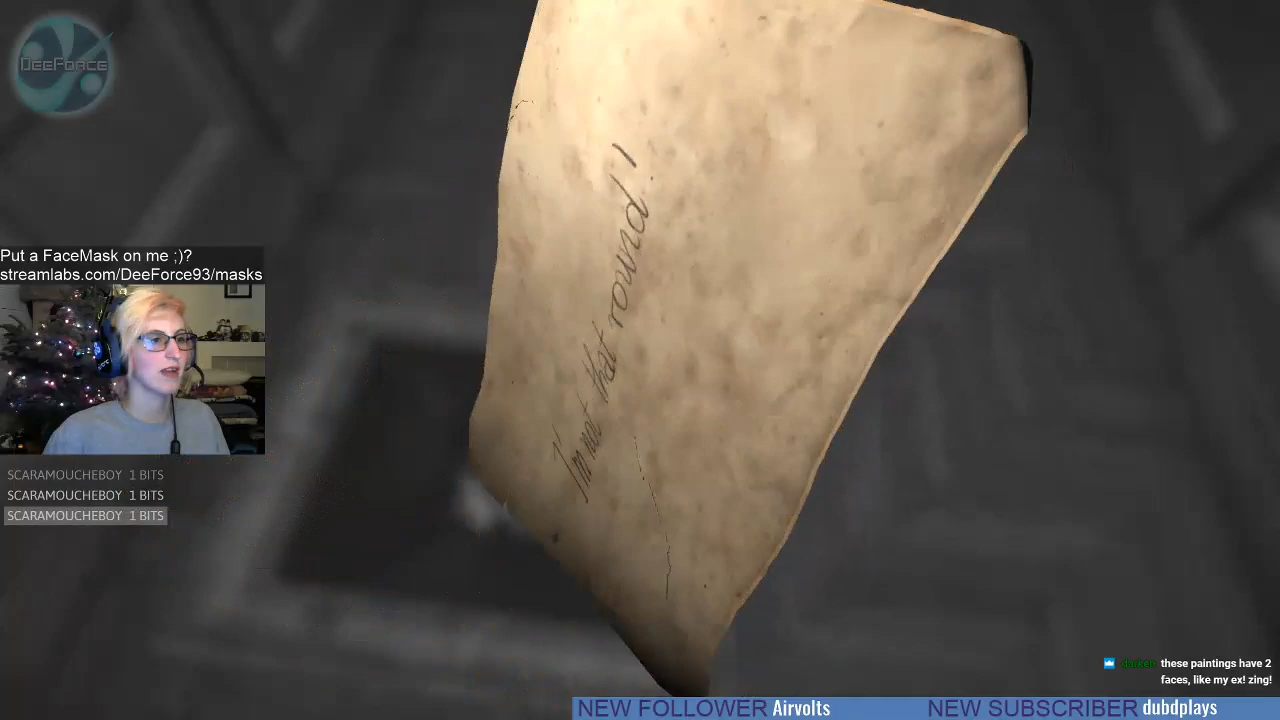 DEEFORCE
Put a FaceMask on me ;)?
streamlabs.com/DeeForce93/masks
SCARAMOUCHEBOY 1 BITS
SCARAMOUCHEBOY 1 BITS
SCARAMOUCHEBOY 1 BITS
I'm not that round!
these paintings have 2
faces, like my ex! zing!
NEW FOLLOWER Airvolts
NEW SUBSCRIBER dubdplays